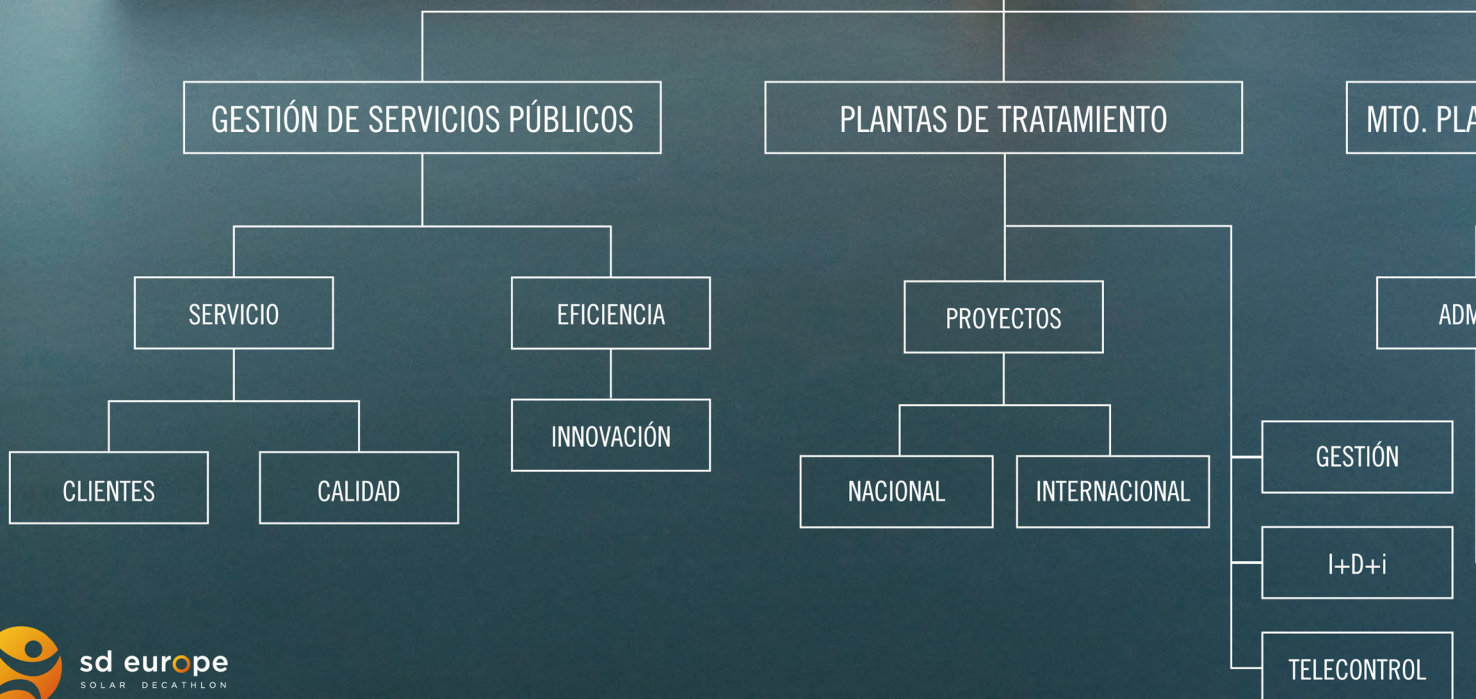 GESTIÓN DE SERVICIOS PÚBLICOS
PLANTAS DE TRATAMIENTO
MTO.
SERVICIO
EFICIENCIA
PROYECTOS
CLIENTES
CALIDAD
INNOVACIÓN
NACIONAL
INTERNACIONAL
GESTIÓN
I+D+i
TELECONTROL
sd europe
SOLAR DECATHLON